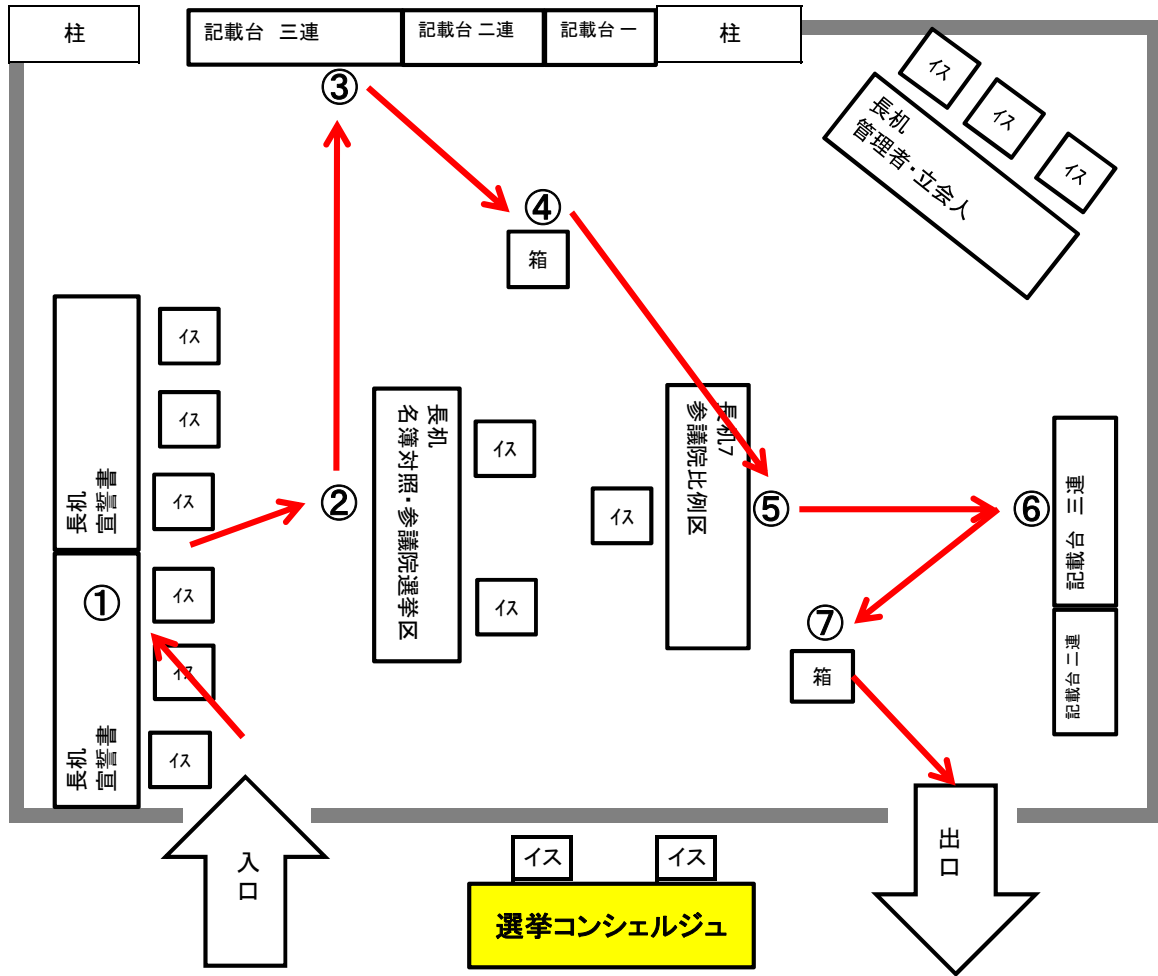 柱
記載台 三連
記載台 二連
記載台 一
柱
③
イス
イス
イス
長机
管理者・立会人
④
箱
イス
イス
イス
イス
イス
イス
長机
宣誓書
長机
宣誓書
①
②
長机
名簿対照・参議院選挙区
イス
イス
イス
長机7
参議院比例区
⑤
⑥
記載台 三連
記載台 二連
⑦
箱
入口
出口
イス
イス
選挙コンシェルジュ